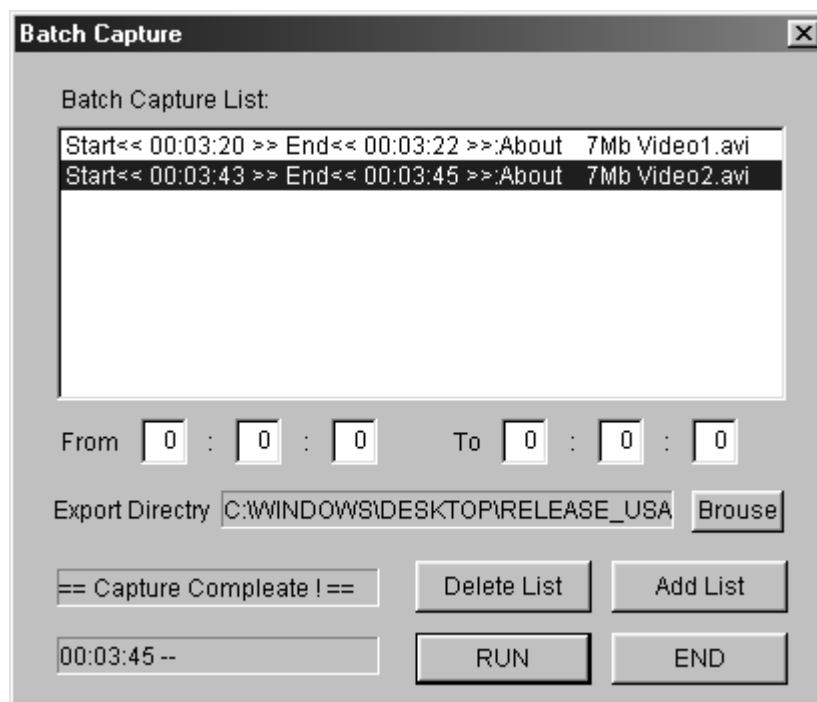 Batch Capture
Batch Capture List:
Start<< 00:03:20 >> End<< 00:03:22 >>:About 7Mb Video1.avi
Start<< 00:03:43 >> End<< 00:03:45 >>:About 7Mb Video2.avi
From 0 : 0 : 0 To 0 : 0 : 0
Export Directry C:\WINDOWS\DESKTOP\RELEASE_USA Brouse
== Capture Compleate ! == Delete List Add List
00:03:45 -- RUN END